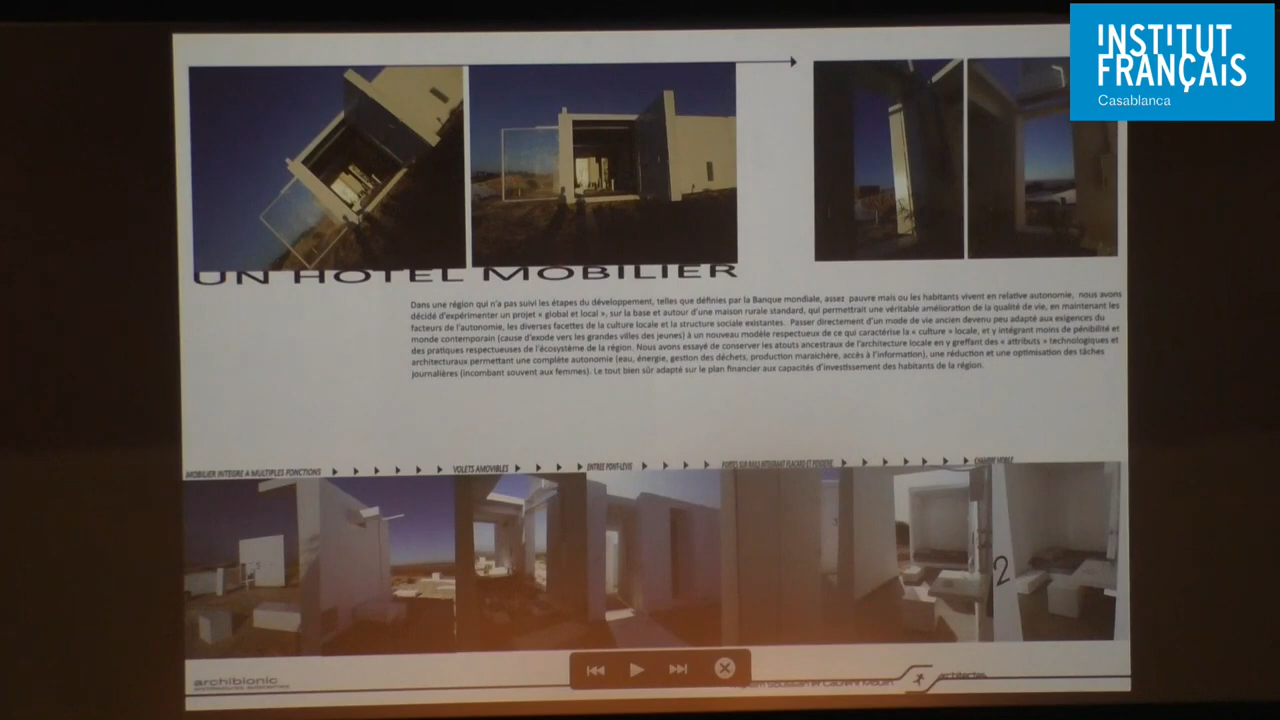 INSTITUT
FRANÇAIS
Casablanca
UN HOTEL MOBILIER
Dans une région qui n'a pas suivi les étapes du développement, telles que définies par la Banque mondiale, assez pauvre mais ou les habitants vivent en relative autonomie, nous avons
décidé d'expérimenter un projet « global et local », sur la base et autour d'une maison rurale standard, qui permettrait une véritable amélioration de la qualité de vie, en maintenant les
facteurs de l'autonomie, les diverses facettes de la culture locale et la structure sociale existantes. Passer directement d'un mode de vie ancien devenu peu adapté aux exigences du
monde contemporain (cause d'exode vers les grandes villes des jeunes) à un nouveau modèle respectueux de ce qui caractérise la « culture » locale, et y intégrant moins de pénibilité et
des pratiques respectueuses de l'écosystème de la région. Nous avons essayé de conserver les atouts ancestraux de l'architecture locale en y greffant des « attributs » technologiques et
architecturaux permettant une complète autonomie (eau, énergie, gestion des déchets, production maraîchère, accès à l'information), une réduction et une optimisation des tâches
journalières (incombant souvent aux femmes). Le tout bien sûr adapté sur le plan financier aux capacités d'investissement des habitants de la région.
MOBILIER INTEGRE A MULTIPLES FONCTIONS
VOLETS AMOVIBLES
ENTREE PONT-LEVIS
CHAMBRE MOBILE
5
3
2
archibionic
architectures autonomes
architectes